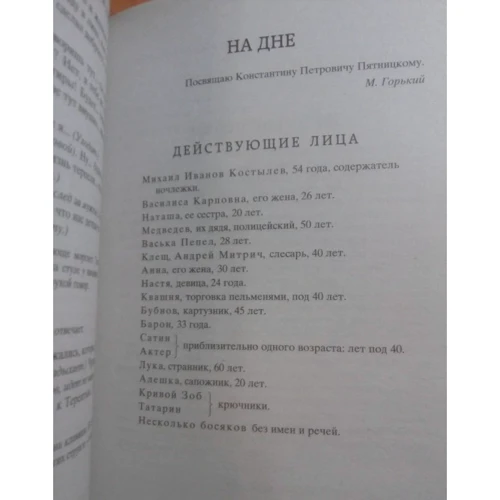 НА ДНЕ
Посвящаю Константину Петровичу Пятницкому.
М. Горький
ДЕЙСТВУЮЩИЕ ЛИЦА
Михаил Иванов Костылев, 54 года, содержатель
ночлежки.
Василиса Карповна, его жена, 26 лет.
Наташа, ее сестра, 20 лет.
Медведев, их дядя, полицейский, 50 лет.
Васька Пепел, 28 лет.
Клещ, Андрей Митрич, слесарь, 40 лет.
Анна, его жена, 30 лет.
Настя, девица, 24 года.
Квашня, торговка пельменями, под 40 лет.
Бубнов, картузник, 45 лет.
Барон, 33 года.
Сатин
Актер
приблизительно одного возраста: лет под 40.
Лука, странник, 60 лет.
Алешка, сапожник, 20 лет.
Кривой Зоб
Татарин
крючники.
Несколько босяков без имен и речей.